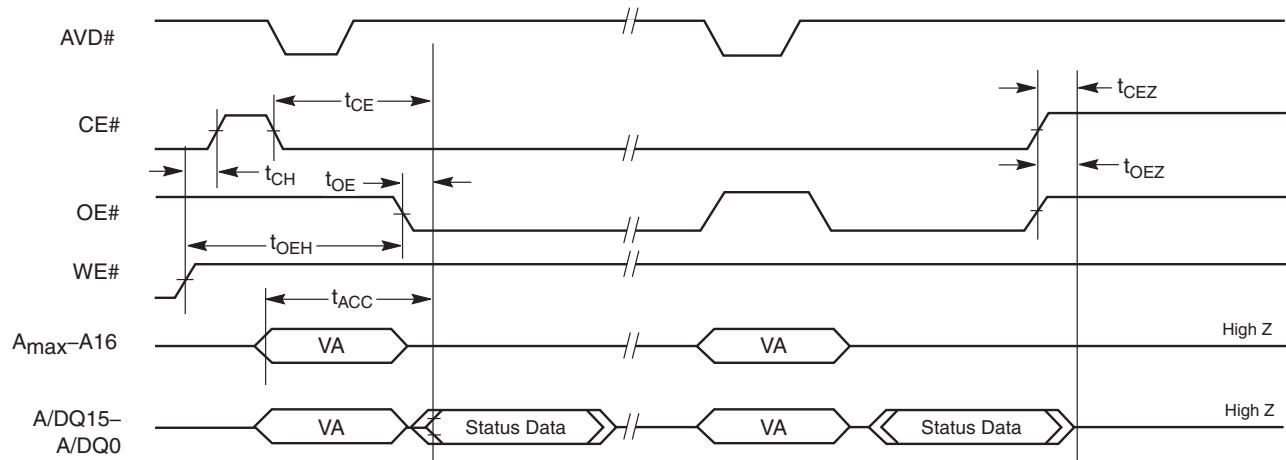 AVD#
tCE
tCEZ
CE#
tCH
tOE
tOEZ
OE#
tOEH
WE#
tACC
Amax–A16
VA
VA
High Z
A/DQ15–
A/DQ0
VA
Status Data
VA
Status Data
High Z